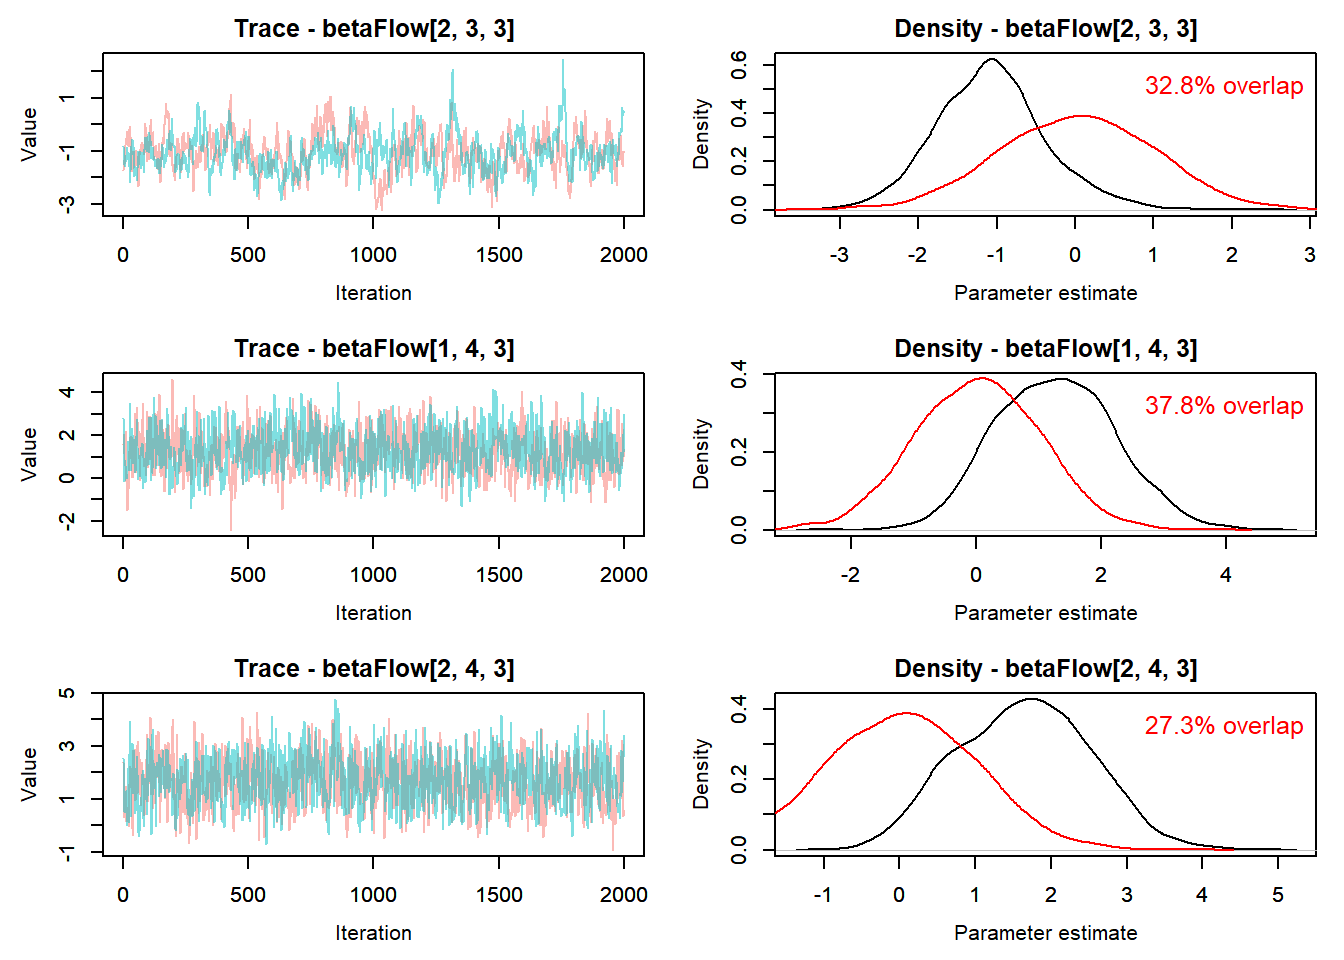 Trace - betaFlow[2, 3, 3]
Value
1
-1
-3
0 500 1000 1500 2000
Iteration
Density - betaFlow[2, 3, 3]
32.8% overlap
Density
0.6
0.4
0.2
0.0
-3 -2 -1 0 1 2 3
Parameter estimate
Trace - betaFlow[1, 4, 3]
Value
4
2
0
-2
0 500 1000 1500 2000
Iteration
Density - betaFlow[1, 4, 3]
37.8% overlap
Density
0.4
0.2
0.0
-2 0 2 4
Parameter estimate
Trace - betaFlow[2, 4, 3]
Value
5
3
1
-1
0 500 1000 1500 2000
Iteration
Density - betaFlow[2, 4, 3]
27.3% overlap
Density
0.4
0.2
0.0
-1 0 1 2 3 4 5
Parameter estimate